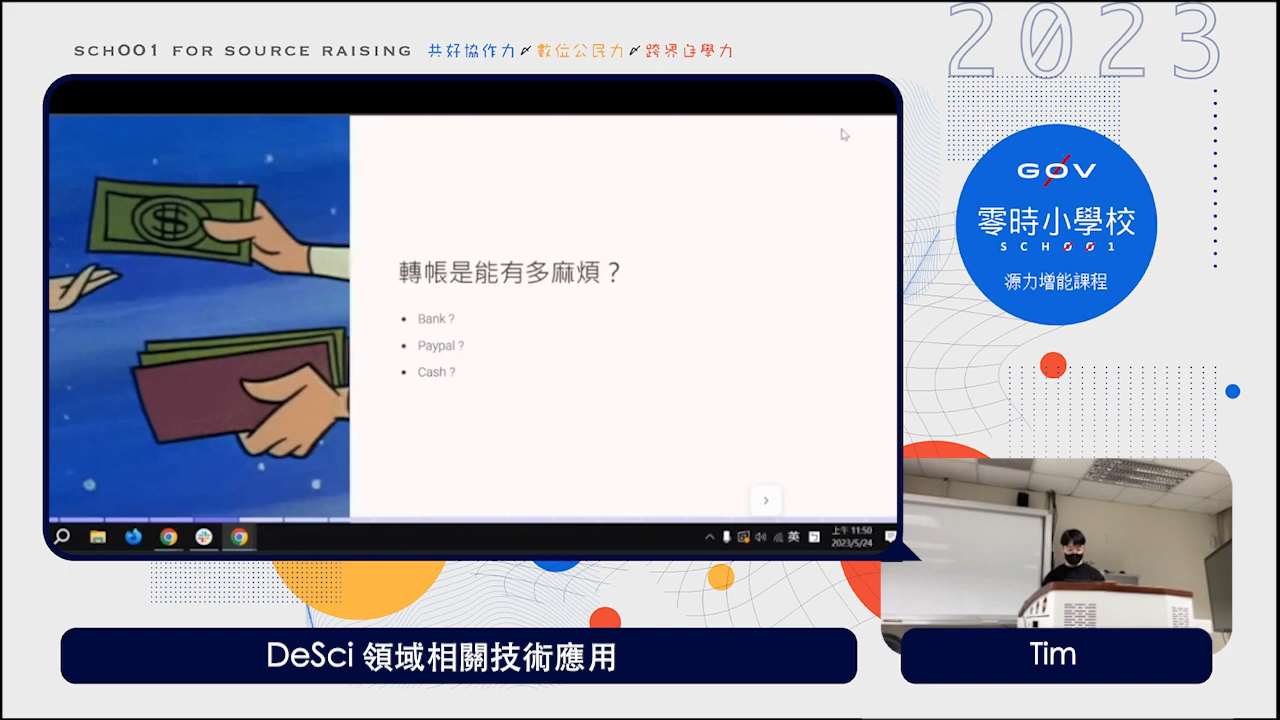 2023
SCH001 FOR SOURCE RAISING 共好協作力 數位公民力 跨界自學力
GØV
零時小學校
SCHØØ1
源力增能課程
轉帳是能有多麻煩？
Bank ?
Paypal ?
Cash ?
英
上午 11:50
2023/5/24
DeSci 領域相關技術應用
Tim